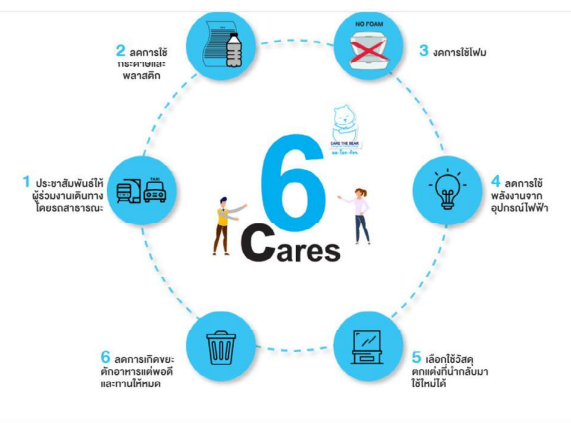 1 ประชาสัมพันธ์ให้
ผู้ร่วมงานเดินทาง
โดยรถสาธารณะ
TAXI
2 ลดการใช้
กระดาษและ
พลาสติก
NO FOAM
3 งดการใช้โฟม
4 ลดการใช้
พลังงานจาก
อุปกรณ์ไฟฟ้า
5 เลือกใช้วัสดุ
ตกแต่งที่นำกลับมา
ใช้ใหม่ได้
6 ลดการเกิดขยะ
ตักอาหารแต่พอดี
และทานให้หมด
CARE THE BEAR
6
Cares